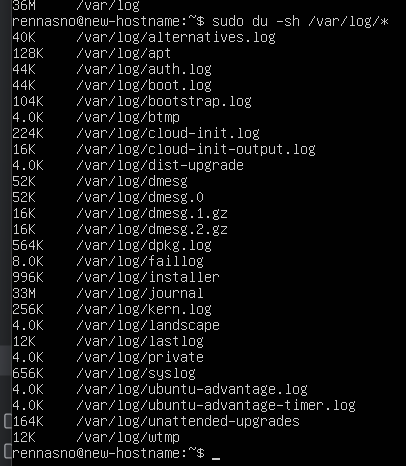 36M     /var/log
rennasno@new-hostname:~$ sudo du -sh /var/log/*
40K     /var/log/alternatives.log
128K    /var/log/apt
44K     /var/log/auth.log
44K     /var/log/boot.log
104K    /var/log/bootstrap.log
4.0K    /var/log/btmp
224K    /var/log/cloud-init.log
16K     /var/log/cloud-init-output.log
4.0K    /var/log/dist-upgrade
52K     /var/log/dmesg
52K     /var/log/dmesg.0
16K     /var/log/dmesg.1.gz
16K     /var/log/dmesg.2.gz
564K    /var/log/dpkg.log
8.0K    /var/log/faillog
996K    /var/log/installer
33M     /var/log/journal
256K    /var/log/kern.log
4.0K    /var/log/landscape
12K     /var/log/lastlog
4.0K    /var/log/private
656K    /var/log/syslog
4.0K    /var/log/ubuntu-advantage.log
4.0K    /var/log/ubuntu-advantage-timer.log
164K    /var/log/unattended-upgrades
12K     /var/log/wtmp
rennasno@new-hostname:~$ _